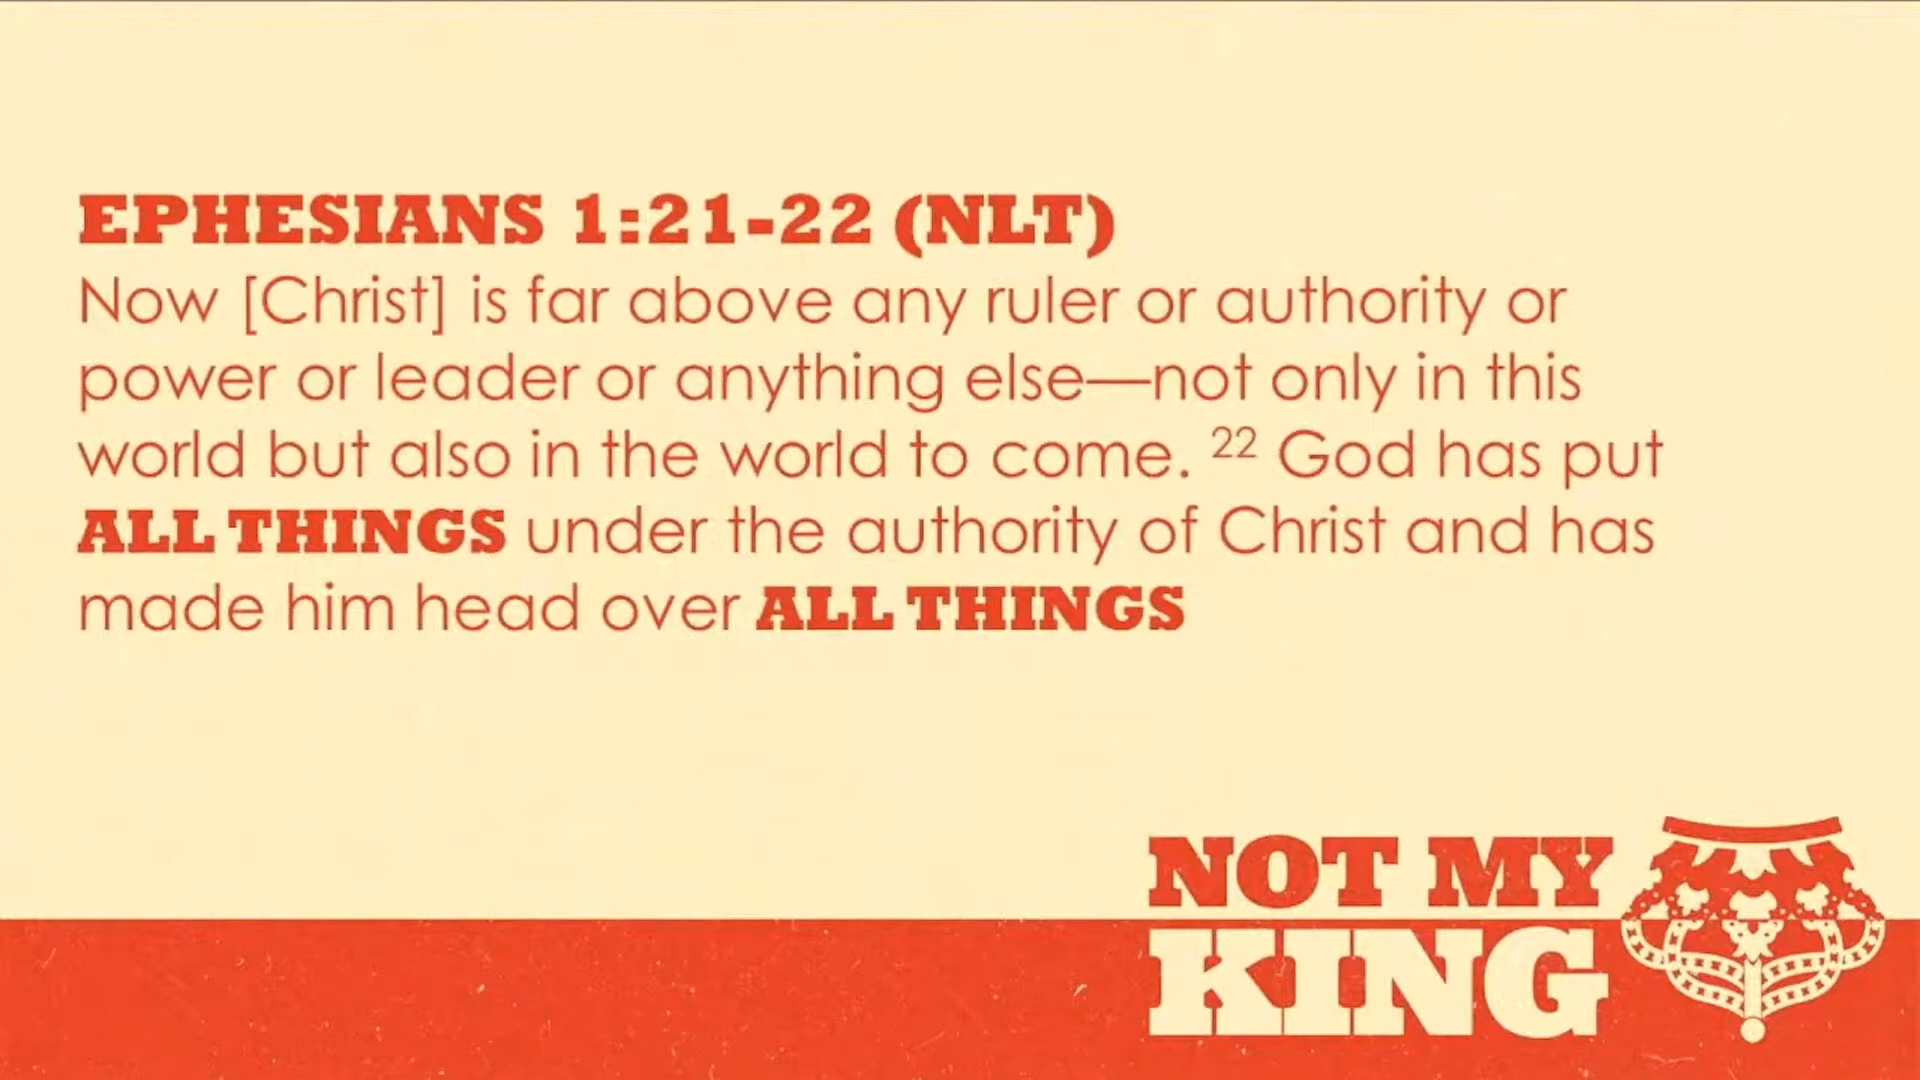 EPHESIANS 1:21-22 (NLT)
Now [Christ] is far above any ruler or authority or
power or leader or anything else—not only in this
world but also in the world to come. 22 God has put
ALL THINGS under the authority of Christ and has
made him head over ALL THINGS
NOT MY
KING